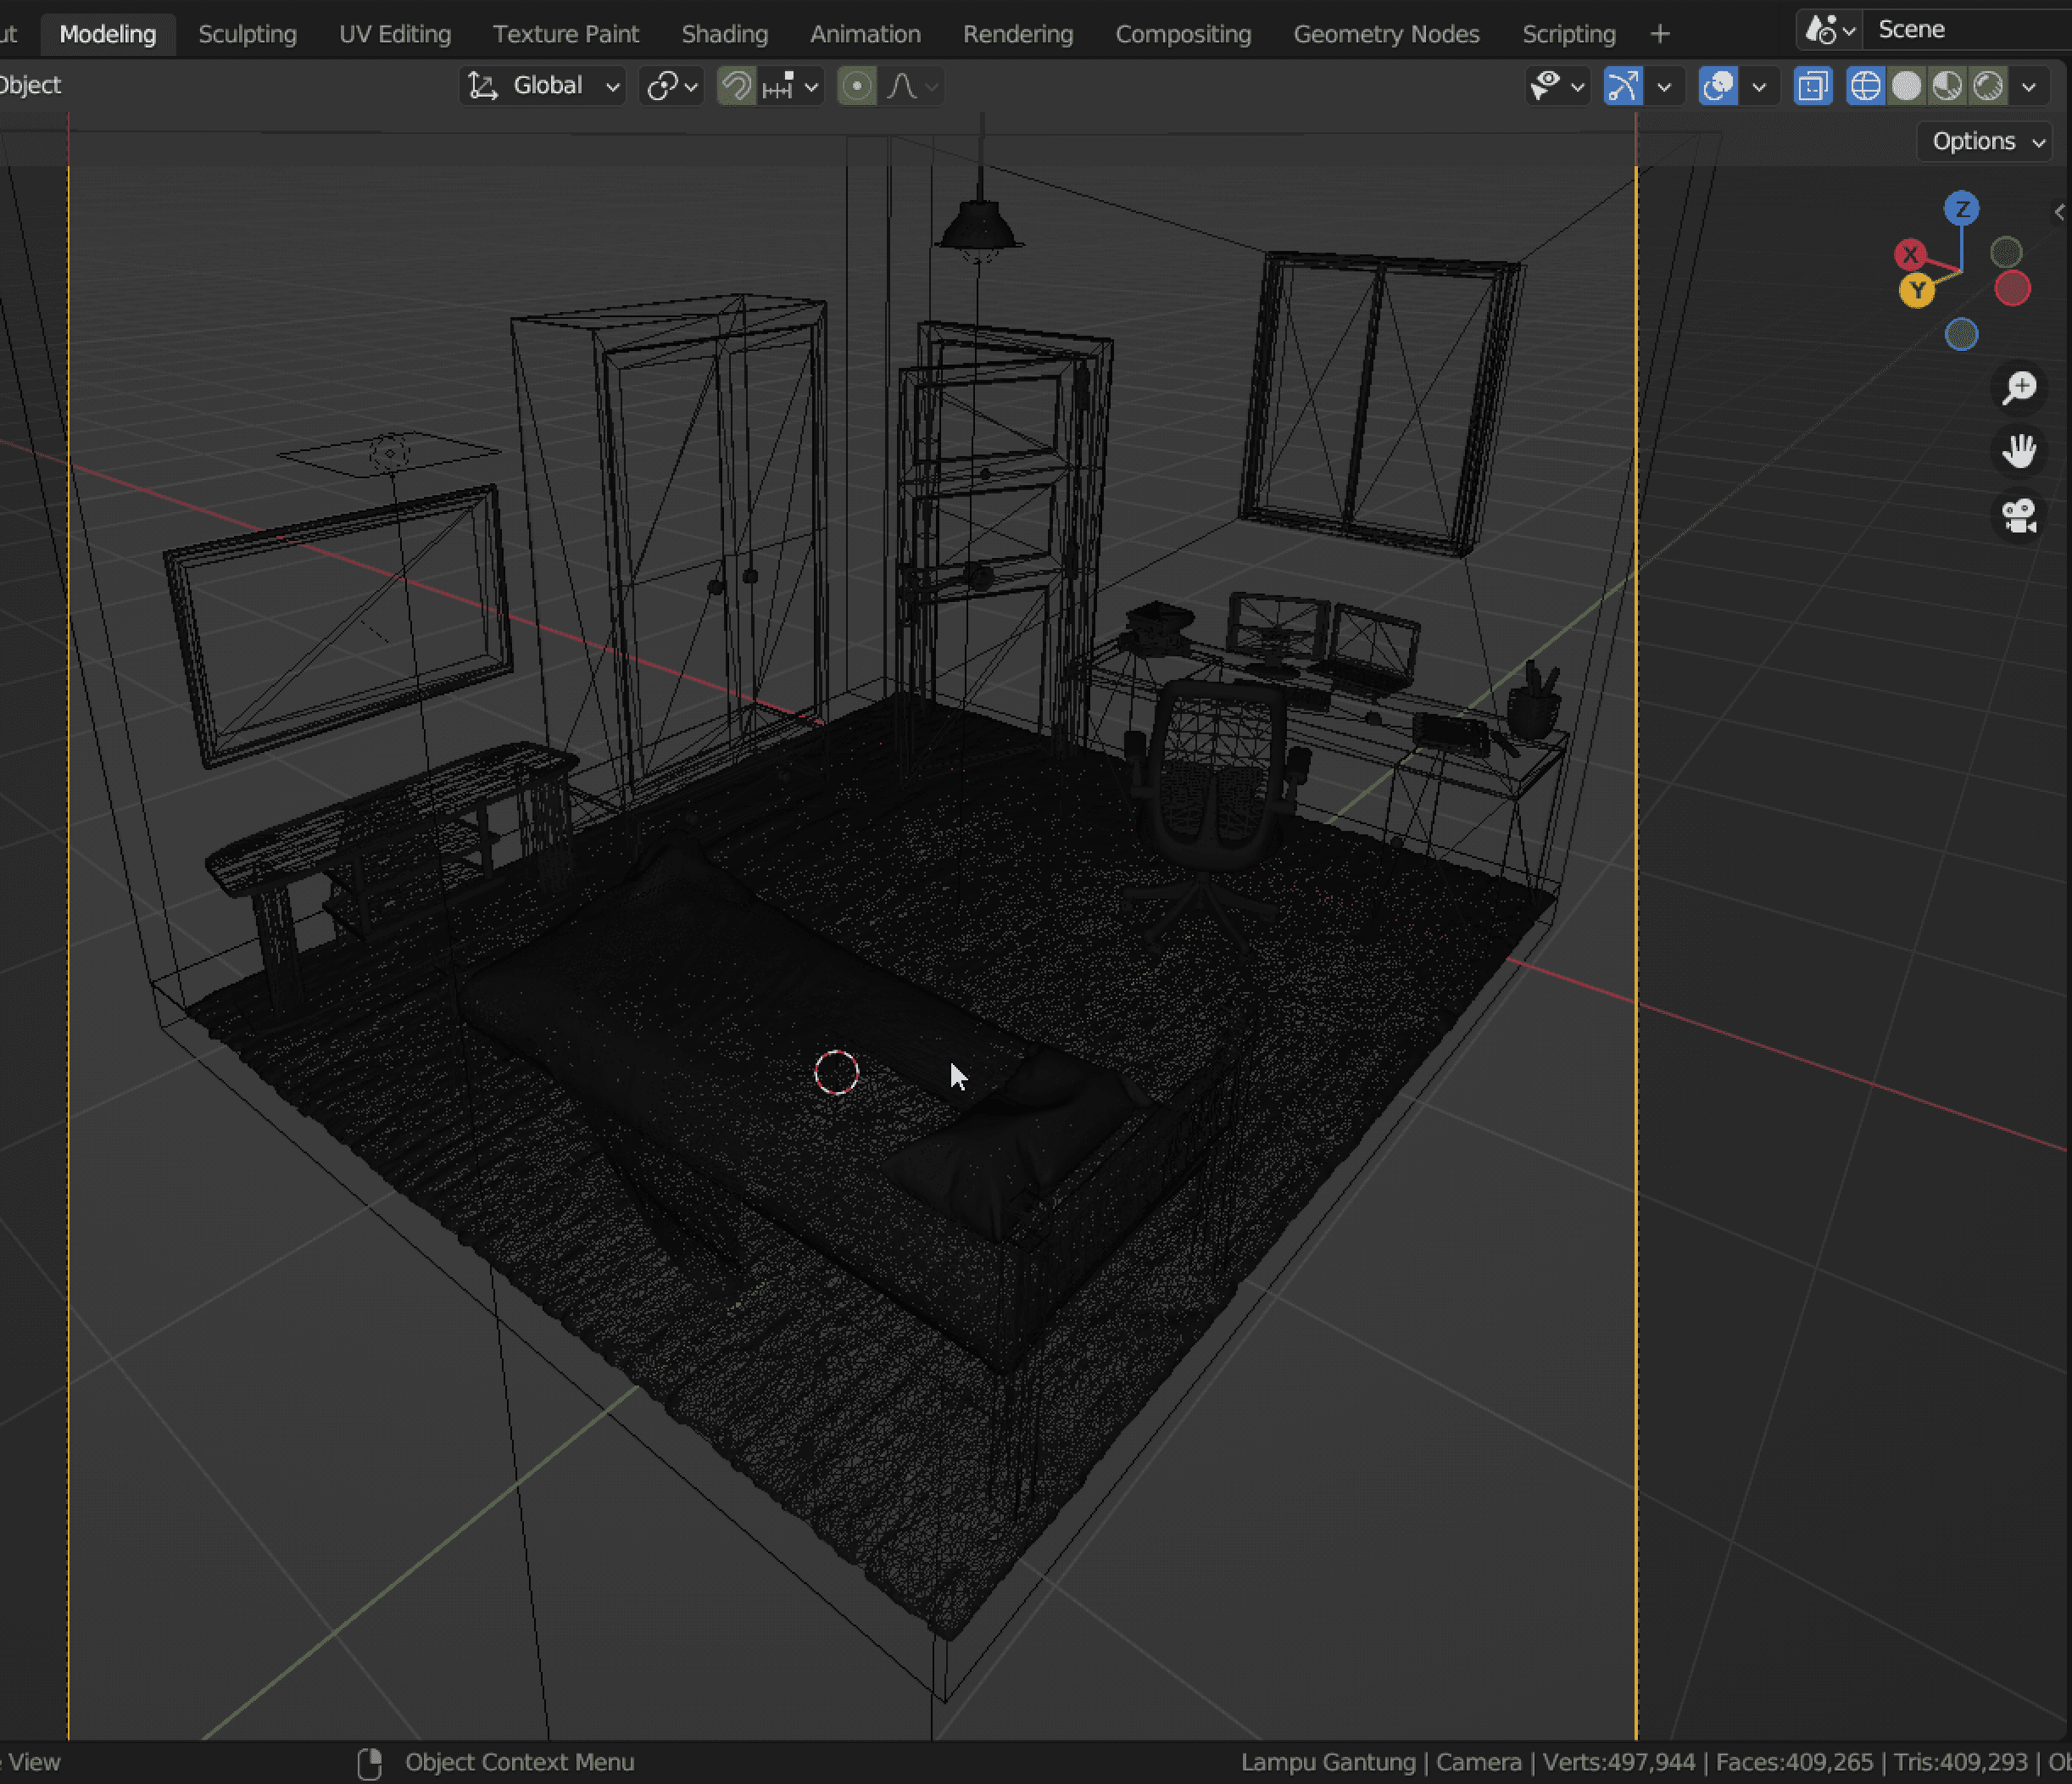 ut Modeling Sculpting UV Editing Texture Paint Shading Animation Rendering Compositing Geometry Nodes Scripting + Scene
Object Global
Options
Z
X
Y
View Object Context Menu Lampu Gantung | Camera | Verts:497,944 | Faces:409,265 | Tris:409,293 | Ob